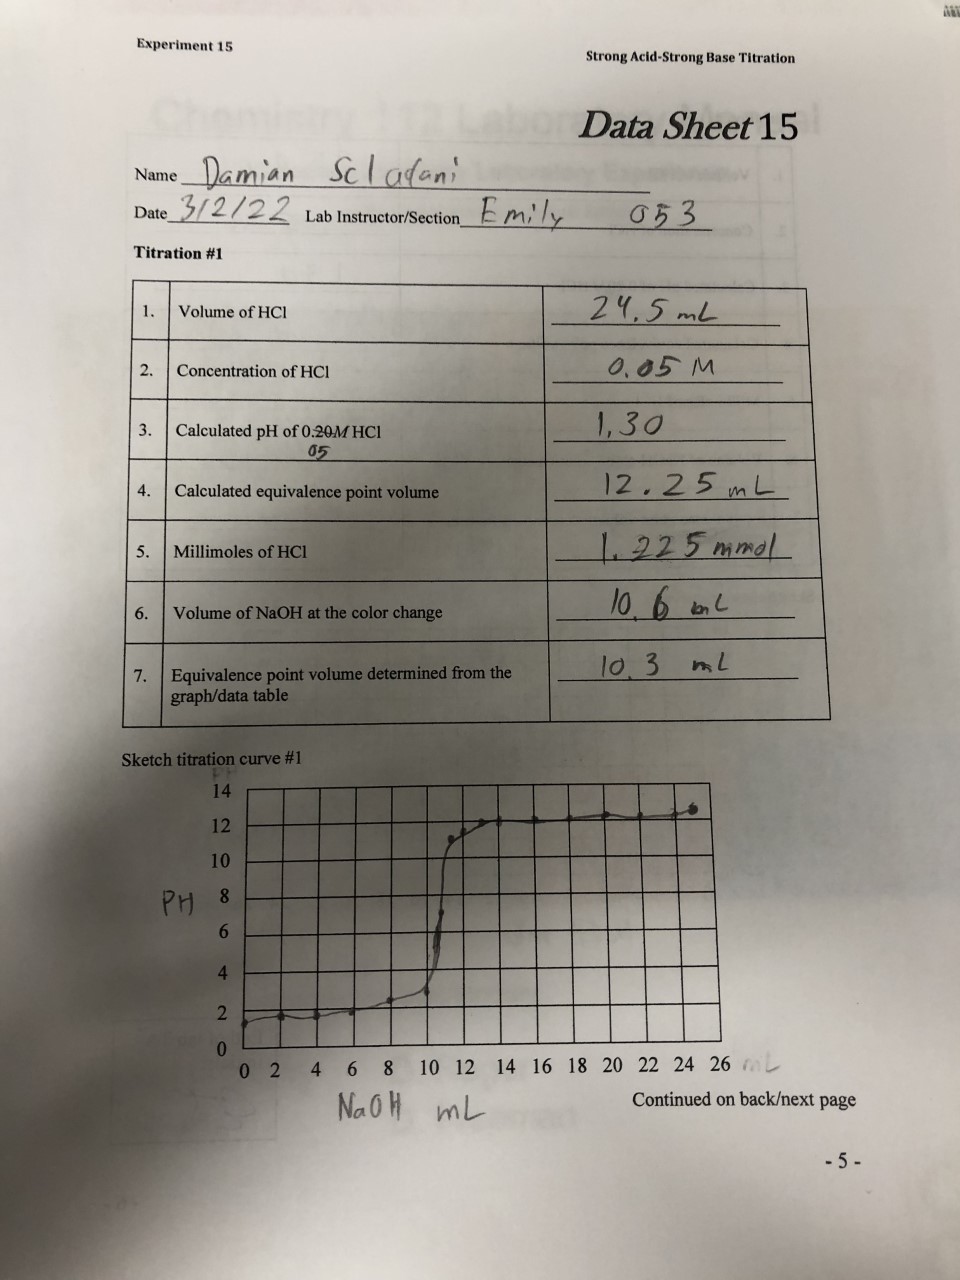 Experiment 15
Strong Acid-Strong Base Titration
Data Sheet 15
Name Damian
Date 3/2/22 Lab Instructor/Section Emily 053
Titration #1
1. Volume of HCl 24.5 mL
2. Concentration of HCl 0.05 M
3. Calculated pH of 0.20M HCl 1.30
05
4. Calculated equivalence point volume 12.25 mL
5. Millimoles of HCl 1.225 mmol
6. Volume of NaOH at the color change 10.6 mL
7. Equivalence point volume determined from the 10.3 mL
graph/data table
Sketch titration curve #1
14
12
10
PH 8
6
4
2
0
0 2 4 6 8 10 12 14 16 18 20 22 24 26 mL
NaOH mL
Continued on back/next page
- 5 -